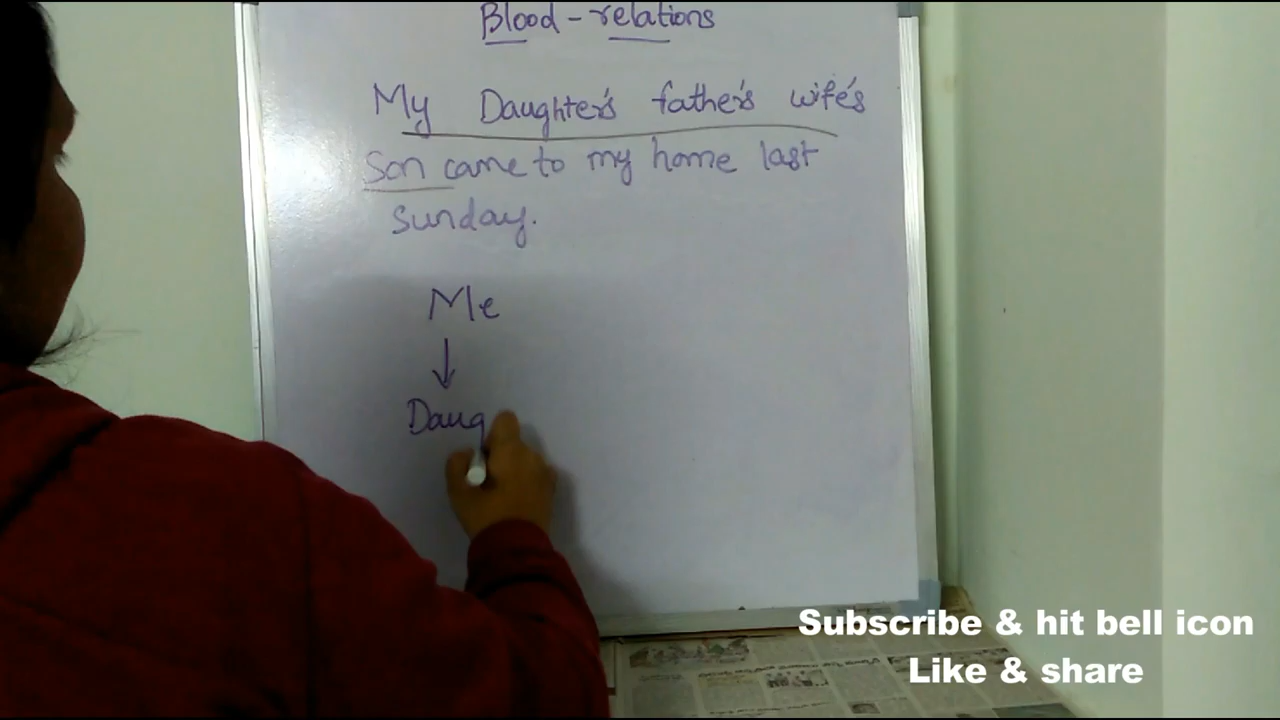 Blood - relations
My Daughter's father's wife's
Son came to my home last
Sunday.
Me
Daug
Subscribe & hit bell icon
Like & share